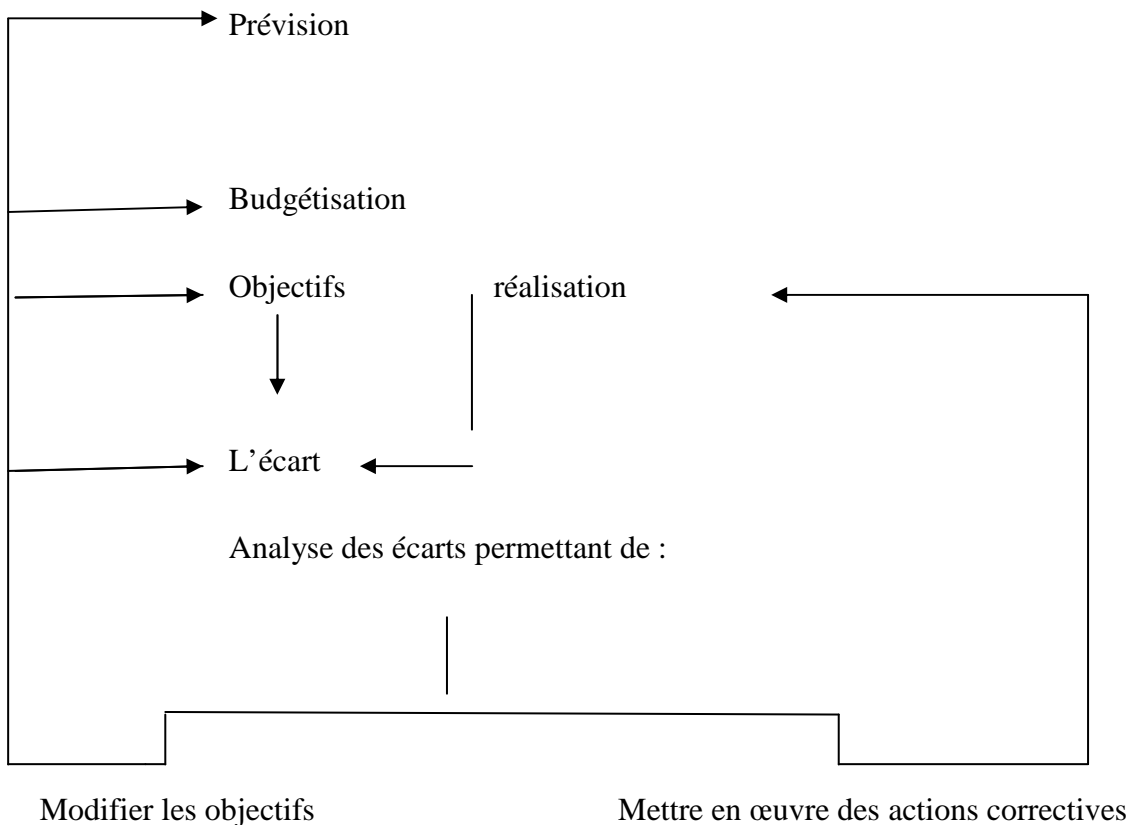 Prévision
Budgétisation
Objectifs réalisation
L’écart
Analyse des écarts permettant de :
Modifier les objectifs Mettre en œuvre des actions correctives